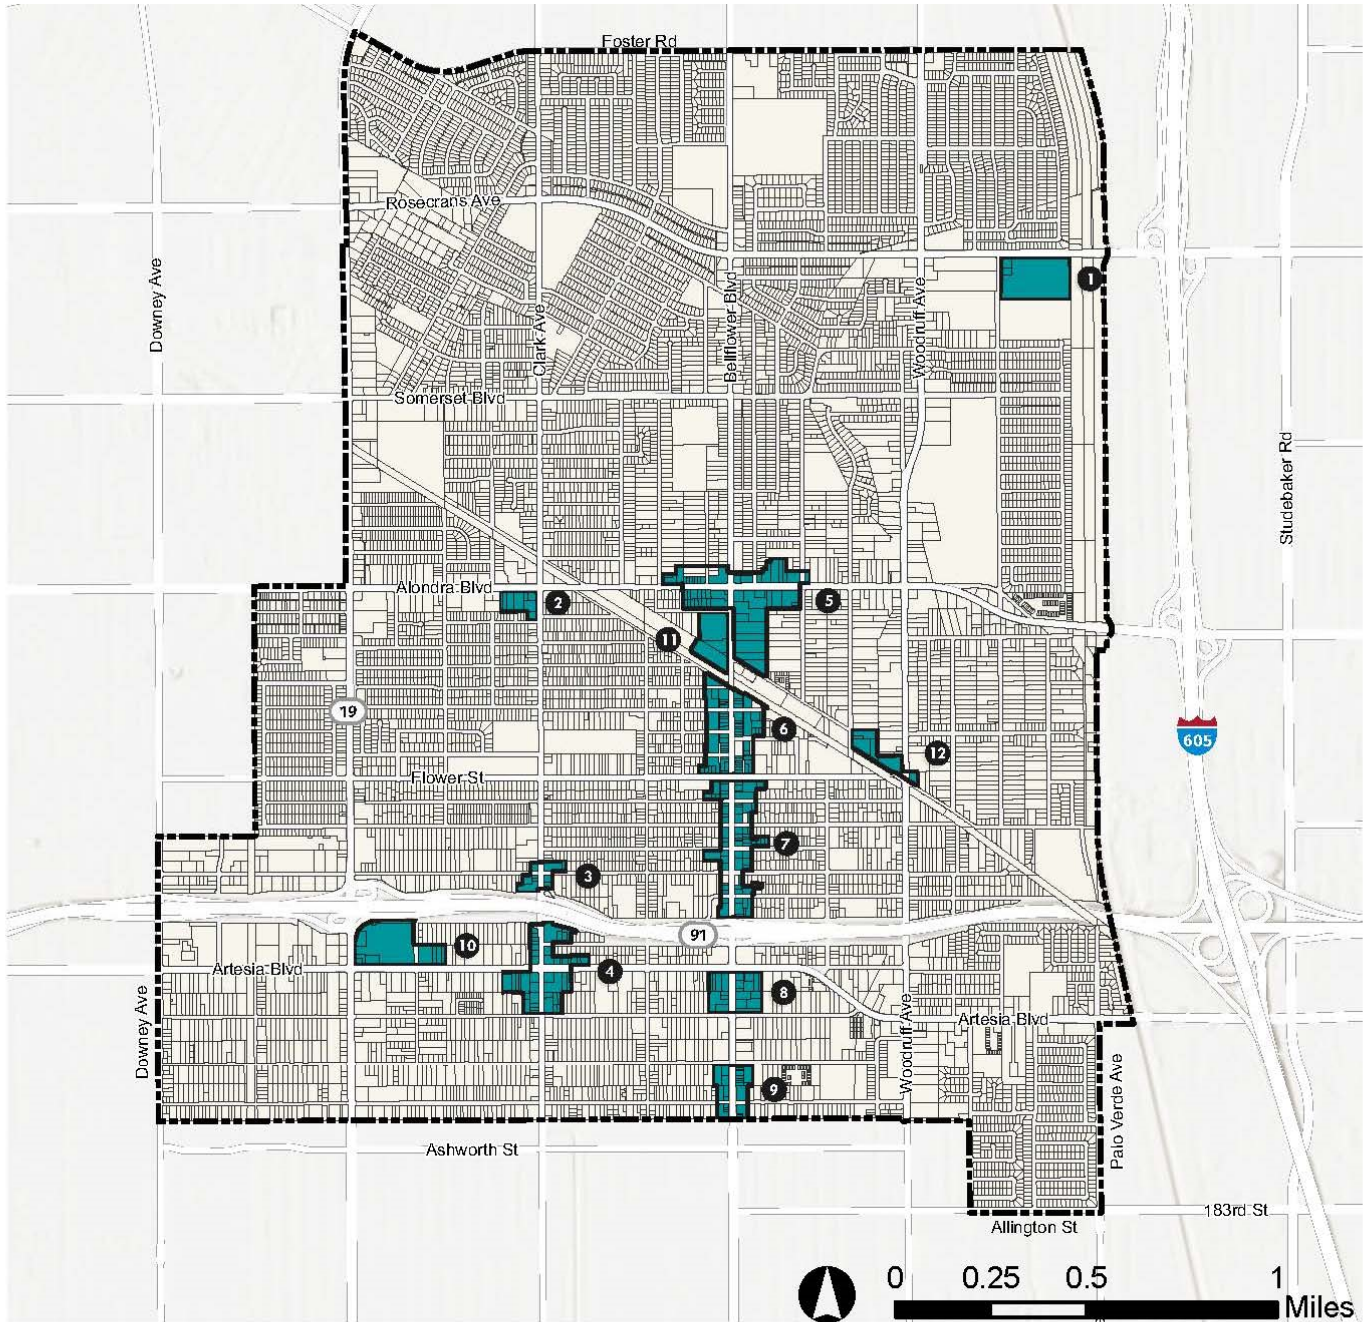 Foster Rd
Rosecrans Ave
1
Downey Ave
Clark Ave
Bellflower Blvd
Woodruff Ave
Somerset Blvd
Studebaker Rd
Alondra Blvd
2
5
11
19
6
605
12
Flower St
7
3
91
10
Artesia Blvd
4
8
Downey Ave
Woodruff Ave
Artesia Blvd
9
Palo Verde Ave
Ashworth St
183rd St
Allington St
0 0.25 0.5 1
Miles